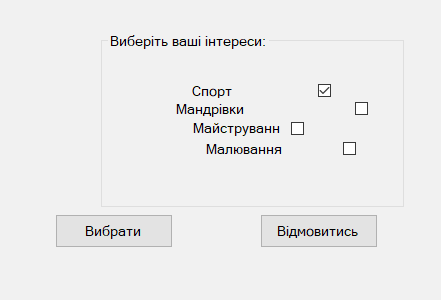 Виберіть ваші інтереси:
Спорт
Мандрівки
Майструванн
Малювання
Вибрати
Відмовитись